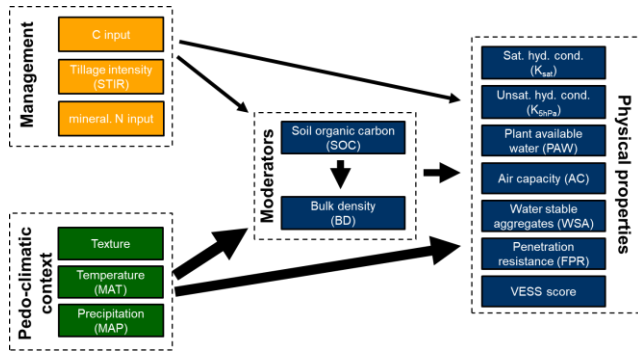 Management
C input
Tillage intensity
(STIR)
mineral. N input
Pedo-climatic
context
Texture
Temperature
(MAT)
Precipitation
(MAP)
Moderators
Soil organic carbon
(SOC)
Bulk density
(BD)
Physical properties
Sat. hyd. cond.
(Ksat)
Unsat. hyd. cond.
(K5hPa)
Plant available
water (PAW)
Air capacity (AC)
Water stable
aggregates (WSA)
Penetration
resistance (FPR)
VESS score